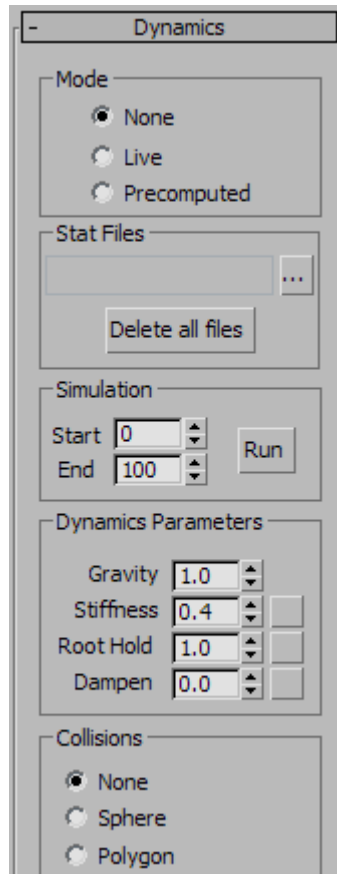 - Dynamics
Mode
None
Live
Precomputed
Stat Files
...
Delete all files
Simulation
Start 0
End 100
Run
Dynamics Parameters
Gravity 1.0
Stiffness 0.4
Root Hold 1.0
Dampen 0.0
Collisions
None
Sphere
Polygon